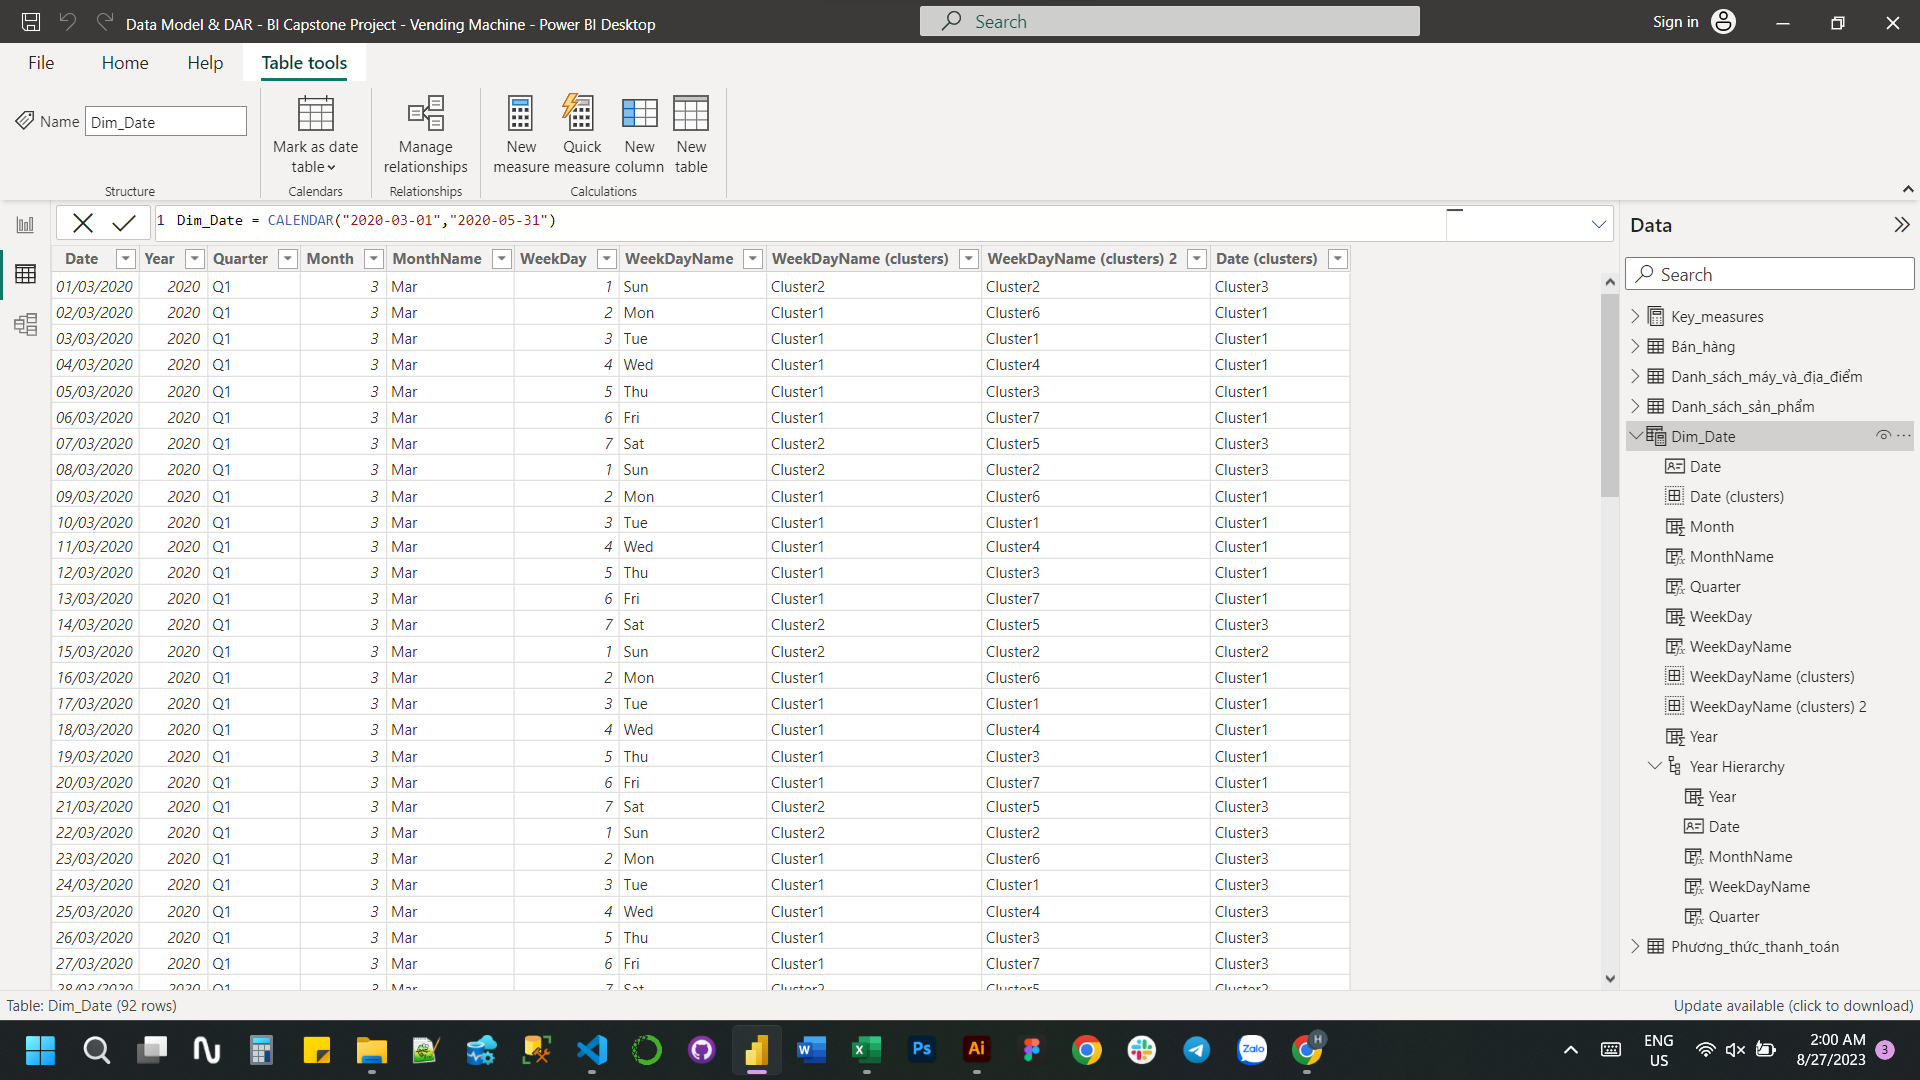 Data Model & DAR - BI Capstone Project - Vending Machine - Power BI Desktop
Search
Sign in
File Home Help Table tools
Name Dim_Date
Mark as date table
Manage relationships
New measure
Quick measure
New column
New table
Structure Calendars Relationships Calculations
1 Dim_Date = CALENDAR("2020-03-01","2020-05-31")
Date Year Quarter Month MonthName WeekDay WeekDayName WeekDayName (clusters) WeekDayName (clusters) 2 Date (clusters)
01/03/2020 2020 Q1 3 Mar 1 Sun Cluster2 Cluster2 Cluster3
02/03/2020 2020 Q1 3 Mar 2 Mon Cluster1 Cluster6 Cluster1
03/03/2020 2020 Q1 3 Mar 3 Tue Cluster1 Cluster1 Cluster1
04/03/2020 2020 Q1 3 Mar 4 Wed Cluster1 Cluster4 Cluster1
05/03/2020 2020 Q1 3 Mar 5 Thu Cluster1 Cluster3 Cluster1
06/03/2020 2020 Q1 3 Mar 6 Fri Cluster1 Cluster7 Cluster1
07/03/2020 2020 Q1 3 Mar 7 Sat Cluster2 Cluster5 Cluster3
08/03/2020 2020 Q1 3 Mar 1 Sun Cluster2 Cluster2 Cluster3
09/03/2020 2020 Q1 3 Mar 2 Mon Cluster1 Cluster6 Cluster1
10/03/2020 2020 Q1 3 Mar 3 Tue Cluster1 Cluster1 Cluster1
11/03/2020 2020 Q1 3 Mar 4 Wed Cluster1 Cluster4 Cluster1
12/03/2020 2020 Q1 3 Mar 5 Thu Cluster1 Cluster3 Cluster1
13/03/2020 2020 Q1 3 Mar 6 Fri Cluster1 Cluster7 Cluster1
14/03/2020 2020 Q1 3 Mar 7 Sat Cluster2 Cluster5 Cluster3
15/03/2020 2020 Q1 3 Mar 1 Sun Cluster2 Cluster2 Cluster2
16/03/2020 2020 Q1 3 Mar 2 Mon Cluster1 Cluster6 Cluster1
17/03/2020 2020 Q1 3 Mar 3 Tue Cluster1 Cluster1 Cluster1
18/03/2020 2020 Q1 3 Mar 4 Wed Cluster1 Cluster4 Cluster1
19/03/2020 2020 Q1 3 Mar 5 Thu Cluster1 Cluster3 Cluster1
20/03/2020 2020 Q1 3 Mar 6 Fri Cluster1 Cluster7 Cluster1
21/03/2020 2020 Q1 3 Mar 7 Sat Cluster2 Cluster5 Cluster3
22/03/2020 2020 Q1 3 Mar 1 Sun Cluster2 Cluster2 Cluster3
23/03/2020 2020 Q1 3 Mar 2 Mon Cluster1 Cluster6 Cluster3
24/03/2020 2020 Q1 3 Mar 3 Tue Cluster1 Cluster1 Cluster3
25/03/2020 2020 Q1 3 Mar 4 Wed Cluster1 Cluster4 Cluster3
26/03/2020 2020 Q1 3 Mar 5 Thu Cluster1 Cluster3 Cluster3
27/03/2020 2020 Q1 3 Mar 6 Fri Cluster1 Cluster7 Cluster3
28/03/2020 2020 Q1 3 Mar 7 Sat Cluster2 Cluster5 Cluster2
Data
Search
Key_measures
Bán_hàng
Danh_sách_máy_và_địa_điểm
Danh_sách_sản_phẩm
Dim_Date
Date
Date (clusters)
Month
MonthName
Quarter
WeekDay
WeekDayName
WeekDayName (clusters)
WeekDayName (clusters) 2
Year
Year Hierarchy
Year
Date
MonthName
WeekDayName
Quarter
Phương_thức_thanh_toán
Table: Dim_Date (92 rows)
Update available (click to download)
Ps
Ai
Zalo
H
ENG
US
2:00 AM
8/27/2023
3